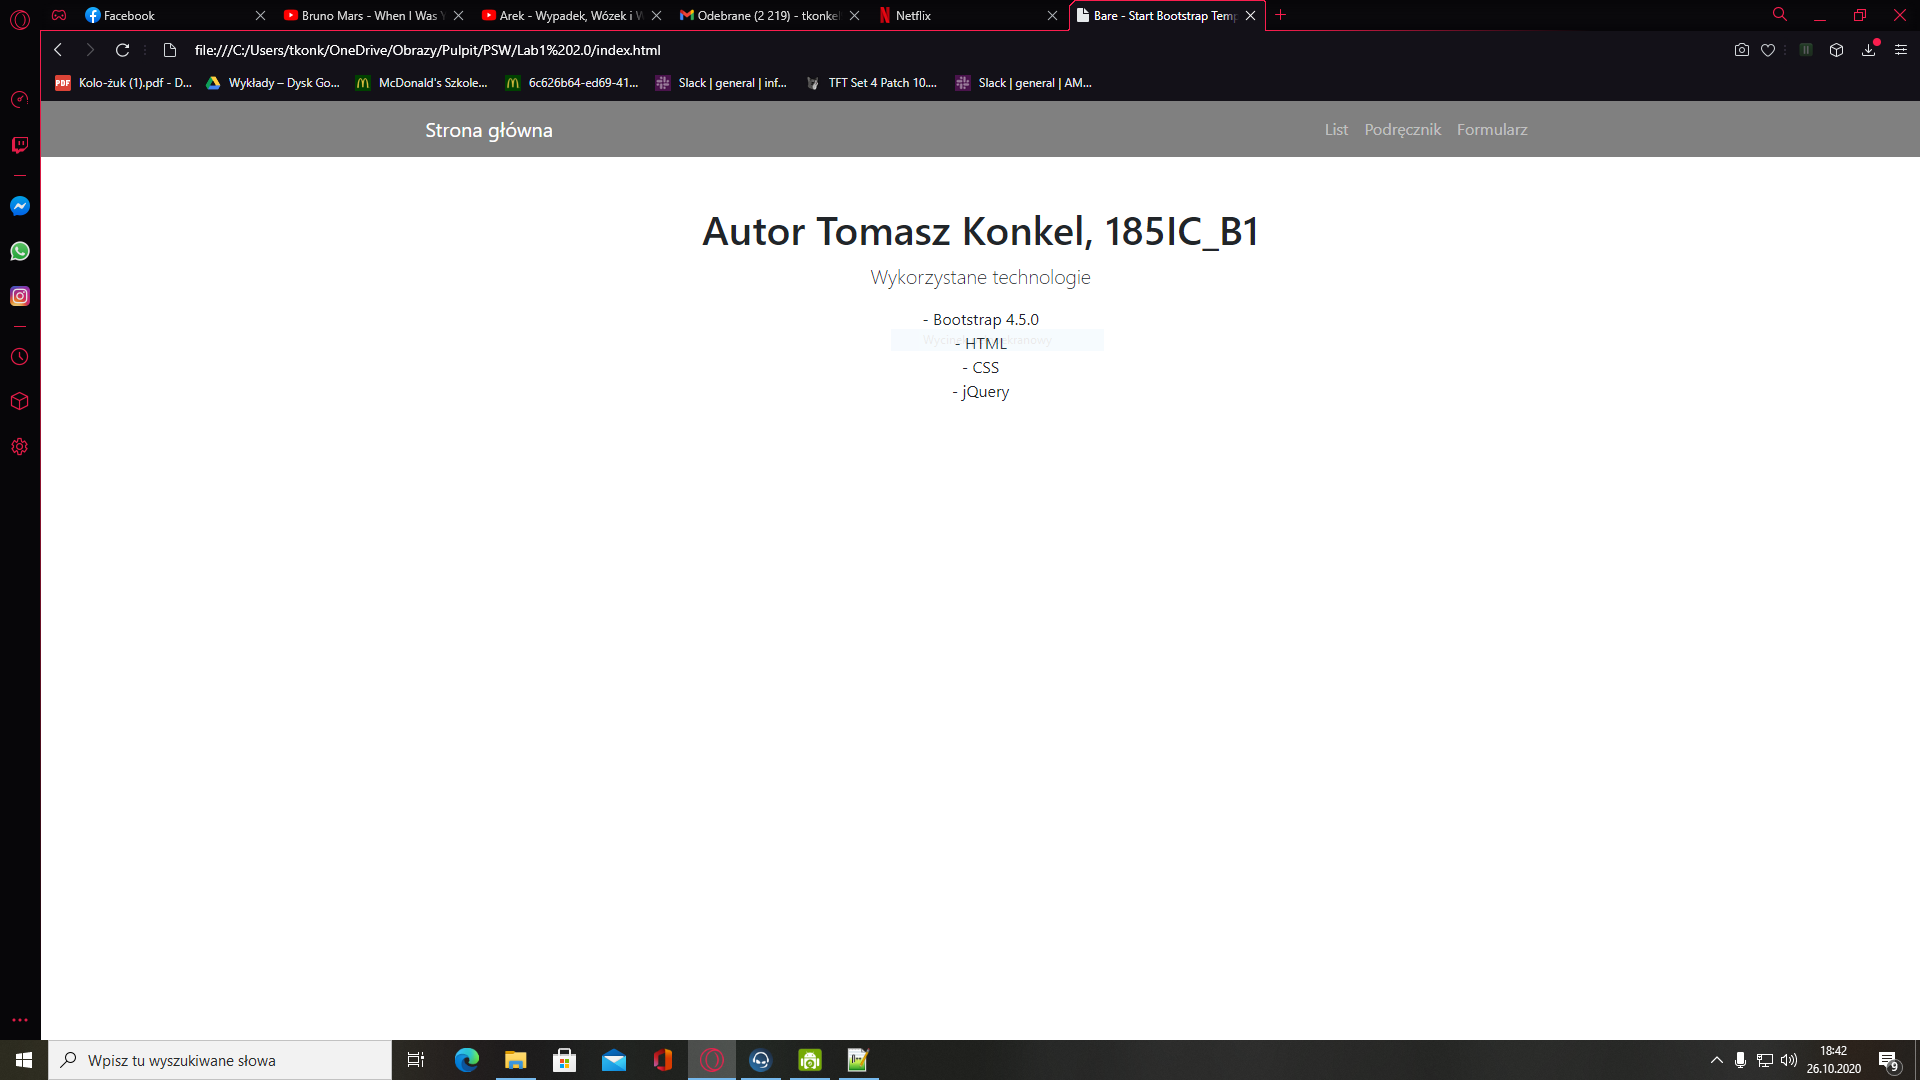 Facebook
Bruno Mars - When I Was Y
Arek - Wypadek, Wózek i W
Odebrane (2 219) - tkonkel
Netflix
Bare - Start Bootstrap Temp
file:///C:/Users/tkonk/OneDrive/Obrazy/Pulpit/PSW/Lab1%202.0/index.html
PDF Kolo-żuk (1).pdf - D...
Wykłady – Dysk Go...
McDonald's Szkole...
6c626b64-ed69-41...
Slack | general | inf...
TFT Set 4 Patch 10....
Slack | general | AM...
Strona główna
List
Podręcznik
Formularz
Autor Tomasz Konkel, 185IC_B1
Wykorzystane technologie
- Bootstrap 4.5.0
- HTML
- CSS
- jQuery
Wpisz tu wyszukiwane słowa
18:42
26.10.2020
9